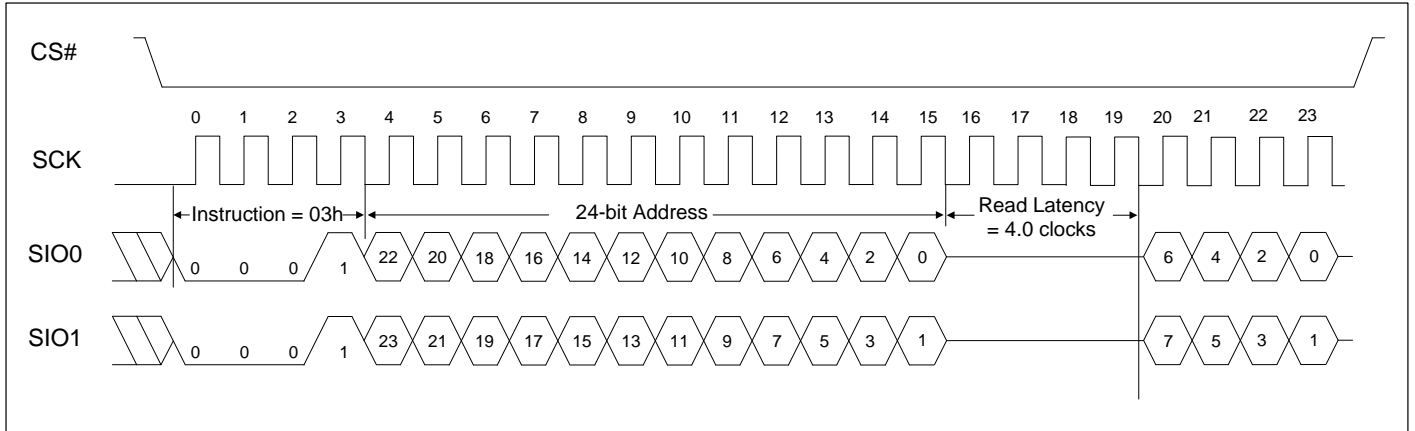 CS#
0 1 2 3 4 5 6 7 8 9 10 11 12 13 14 15 16 17 18 19 20 21 22 23
SCK
Instruction = 03h 24-bit Address Read Latency
= 4.0 clocks
SIO0 0 0 0 1 22 20 18 16 14 12 10 8 6 4 2 0 6 4 2 0
SIO1 0 0 0 1 23 21 19 17 15 13 11 9 7 5 3 1 7 5 3 1